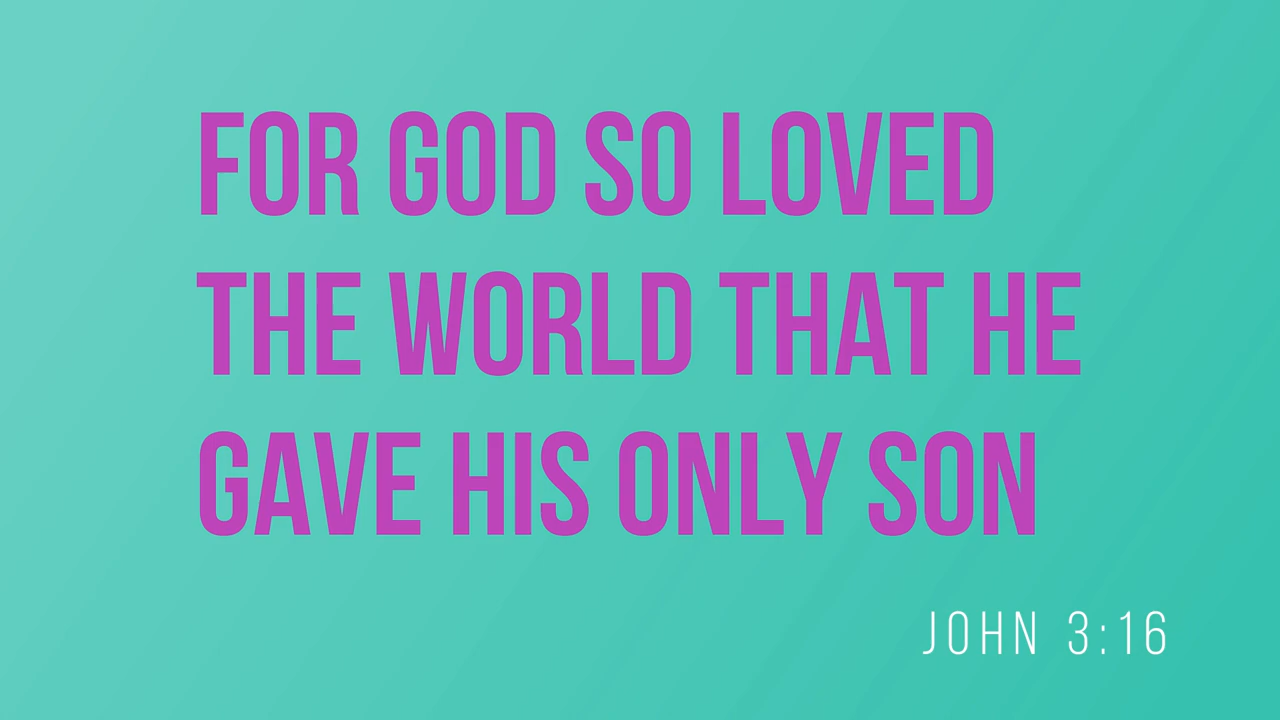 FOR GOD SO LOVED
THE WORLD THAT HE
GAVE HIS ONLY SON
JOHN 3:16